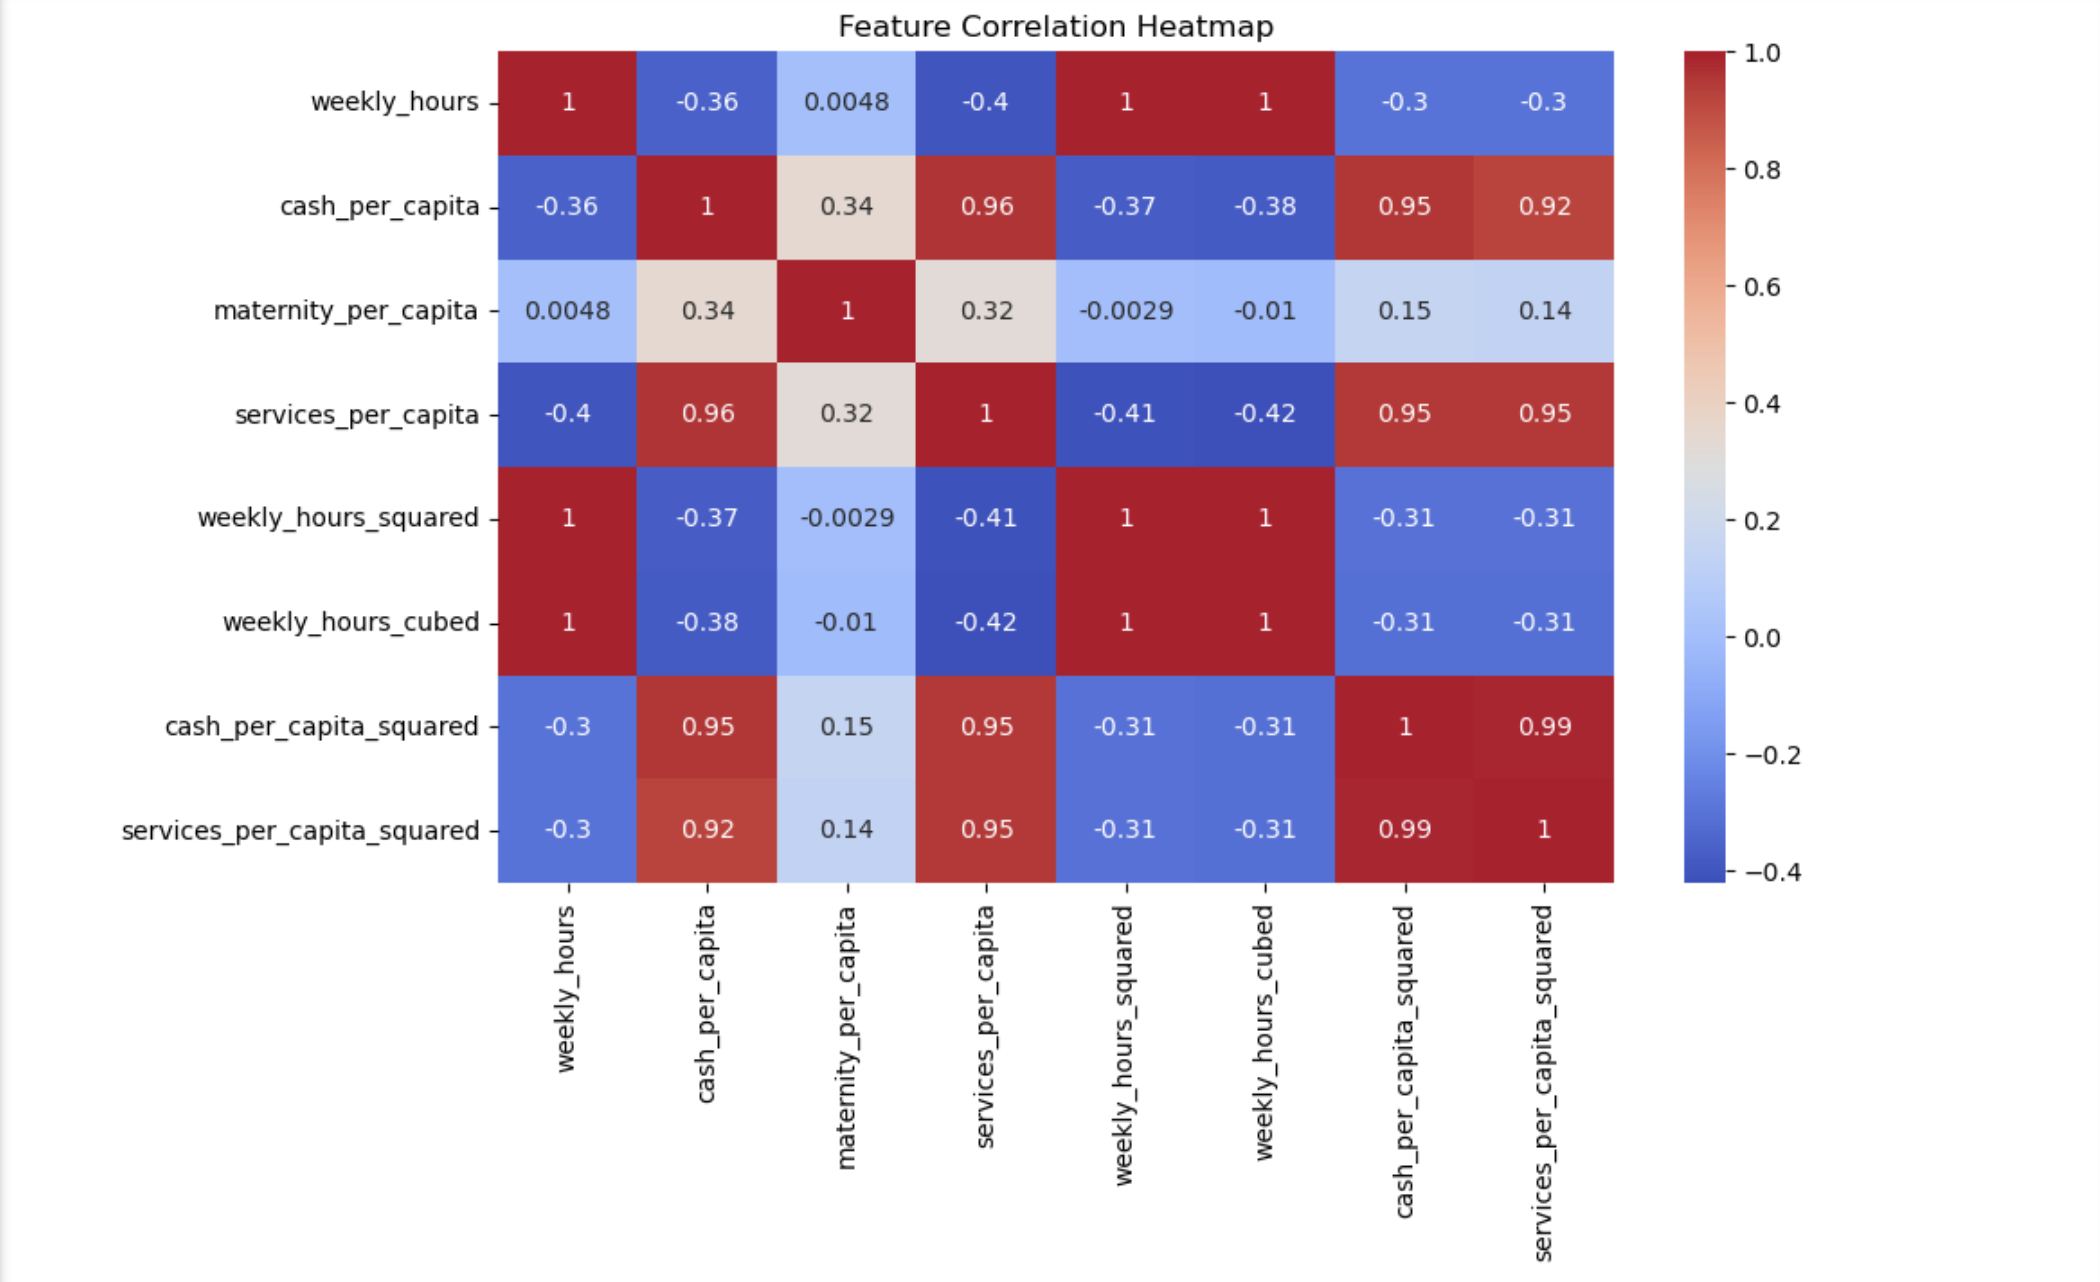 Feature Correlation Heatmap
weekly_hours 1 -0.36 0.0048 -0.4 1 1 -0.3 -0.3
cash_per_capita -0.36 1 0.34 0.96 -0.37 -0.38 0.95 0.92
maternity_per_capita 0.0048 0.34 1 0.32 -0.0029 -0.01 0.15 0.14
services_per_capita -0.4 0.96 0.32 1 -0.41 -0.42 0.95 0.95
weekly_hours_squared 1 -0.37 -0.0029 -0.41 1 1 -0.31 -0.31
weekly_hours_cubed 1 -0.38 -0.01 -0.42 1 1 -0.31 -0.31
cash_per_capita_squared -0.3 0.95 0.15 0.95 -0.31 -0.31 1 0.99
services_per_capita_squared -0.3 0.92 0.14 0.95 -0.31 -0.31 0.99 1
weekly_hours
cash_per_capita
maternity_per_capita
services_per_capita
weekly_hours_squared
weekly_hours_cubed
cash_per_capita_squared
services_per_capita_squared
1.0
0.8
0.6
0.4
0.2
0.0
−0.2
−0.4